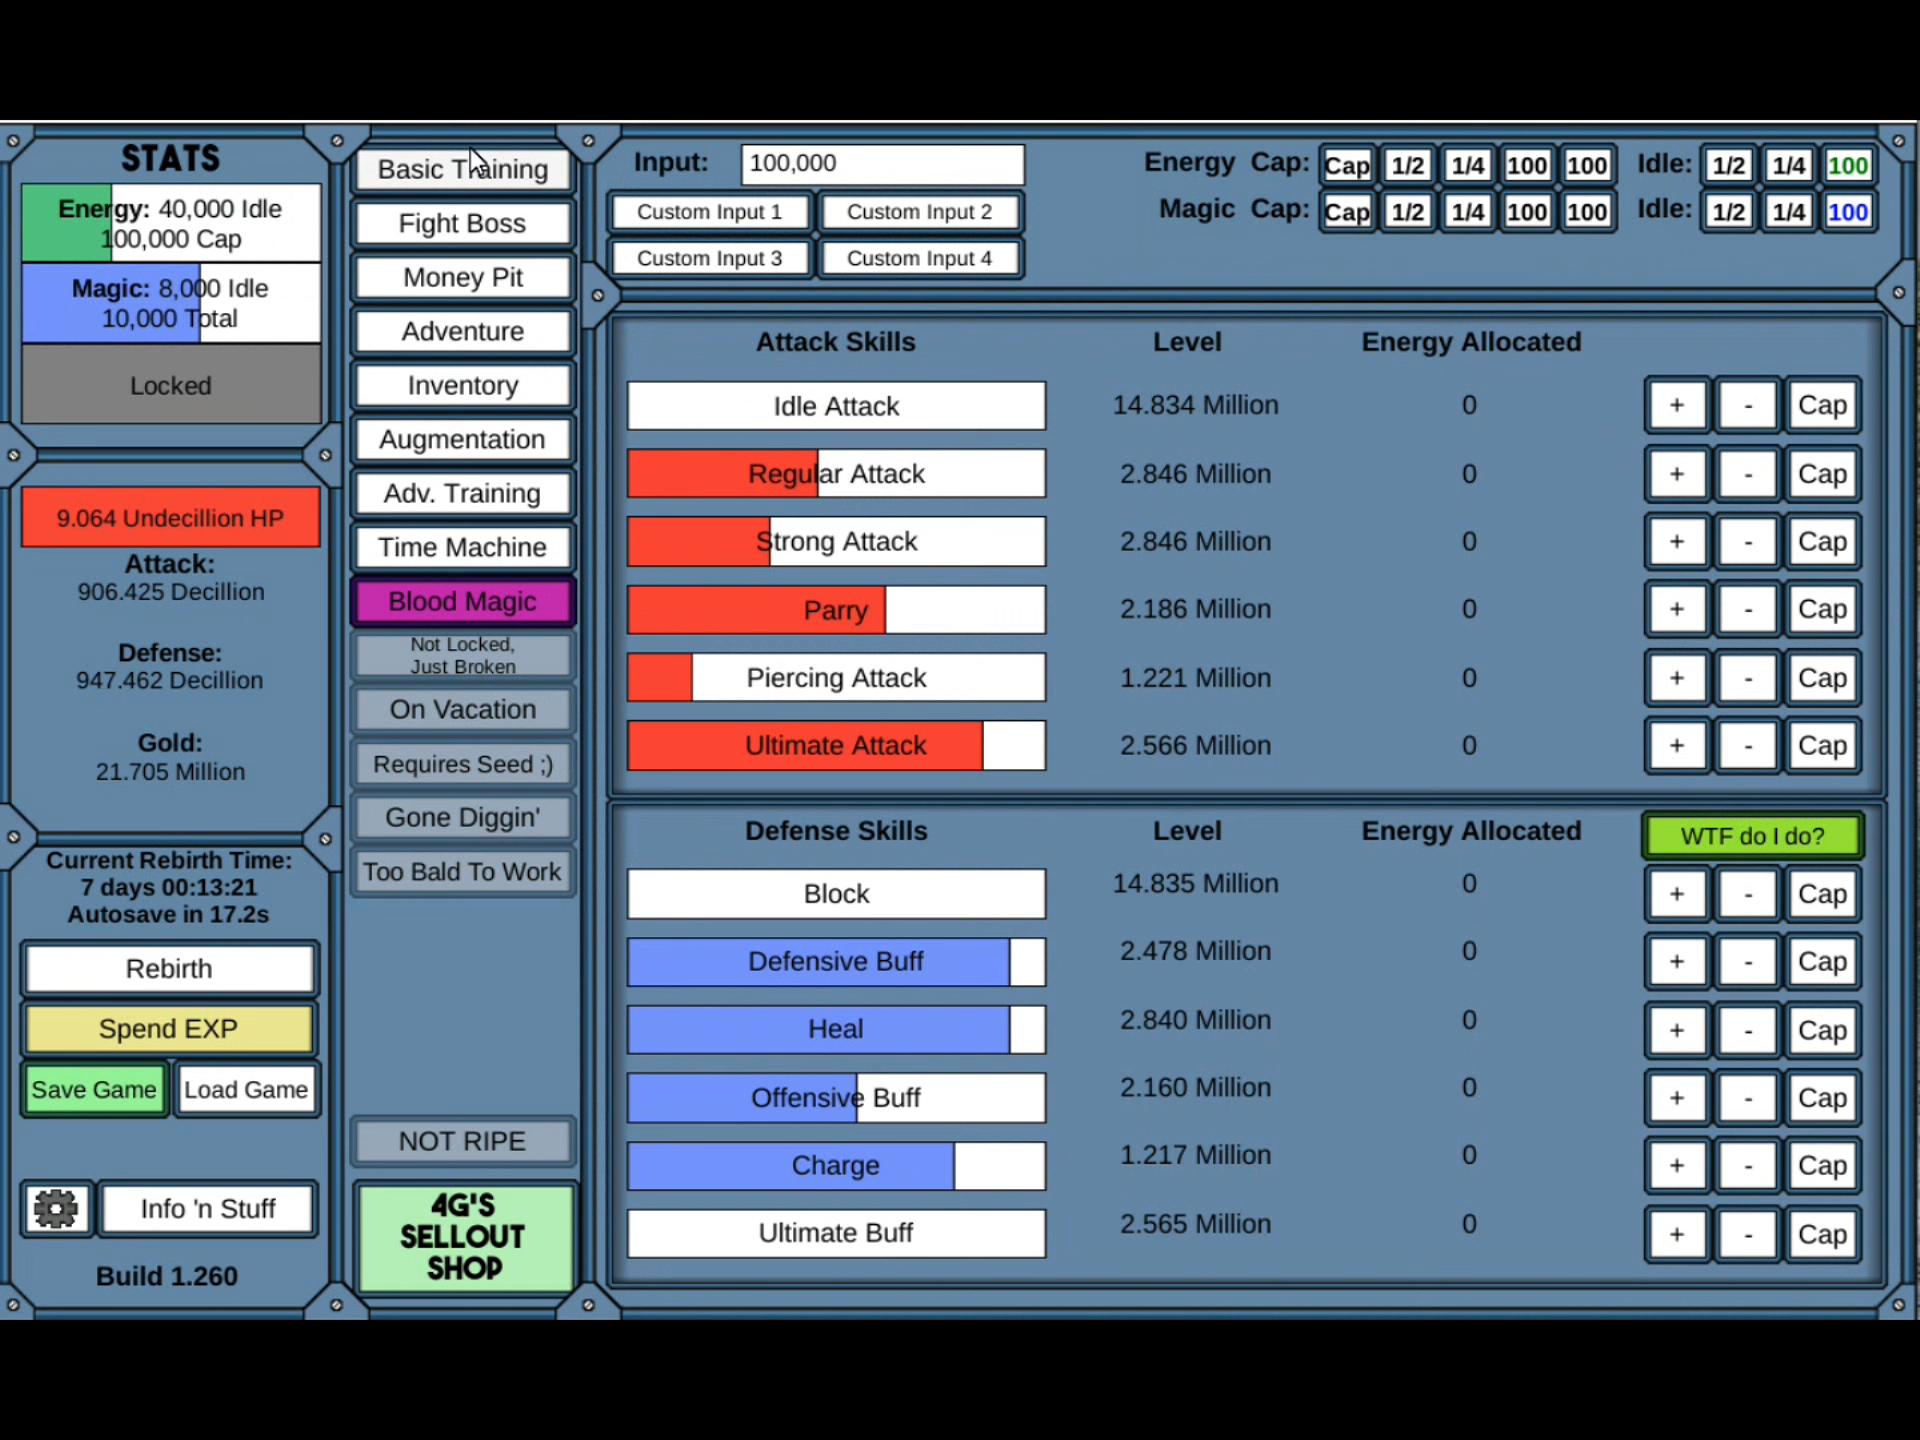 STATS
Energy: 40,000 Idle
100,000 Cap
Magic: 8,000 Idle
10,000 Total
Locked
9.064 Undecillion HP
Attack:
906.425 Decillion
Defense:
947.462 Decillion
Gold:
21.705 Million
Current Rebirth Time:
7 days 00:13:21
Autosave in 17.2s
Rebirth
Spend EXP
Save Game Load Game
Info 'n Stuff
Build 1.260
Basic Training
Fight Boss
Money Pit
Adventure
Inventory
Augmentation
Adv. Training
Time Machine
Blood Magic
Not Locked,
Just Broken
On Vacation
Requires Seed ;)
Gone Diggin'
Too Bald To Work
NOT RIPE
4G'S
SELLOUT
SHOP
Input: 100,000
Custom Input 1 Custom Input 2
Custom Input 3 Custom Input 4
Energy Cap: Cap 1/2 1/4 100 100 Idle: 1/2 1/4 100
Magic Cap: Cap 1/2 1/4 100 100 Idle: 1/2 1/4 100
Attack Skills Level Energy Allocated
Idle Attack 14.834 Million 0 + - Cap
Regular Attack 2.846 Million 0 + - Cap
Strong Attack 2.846 Million 0 + - Cap
Parry 2.186 Million 0 + - Cap
Piercing Attack 1.221 Million 0 + - Cap
Ultimate Attack 2.566 Million 0 + - Cap
Defense Skills Level Energy Allocated WTF do I do?
Block 14.835 Million 0 + - Cap
Defensive Buff 2.478 Million 0 + - Cap
Heal 2.840 Million 0 + - Cap
Offensive Buff 2.160 Million 0 + - Cap
Charge 1.217 Million 0 + - Cap
Ultimate Buff 2.565 Million 0 + - Cap